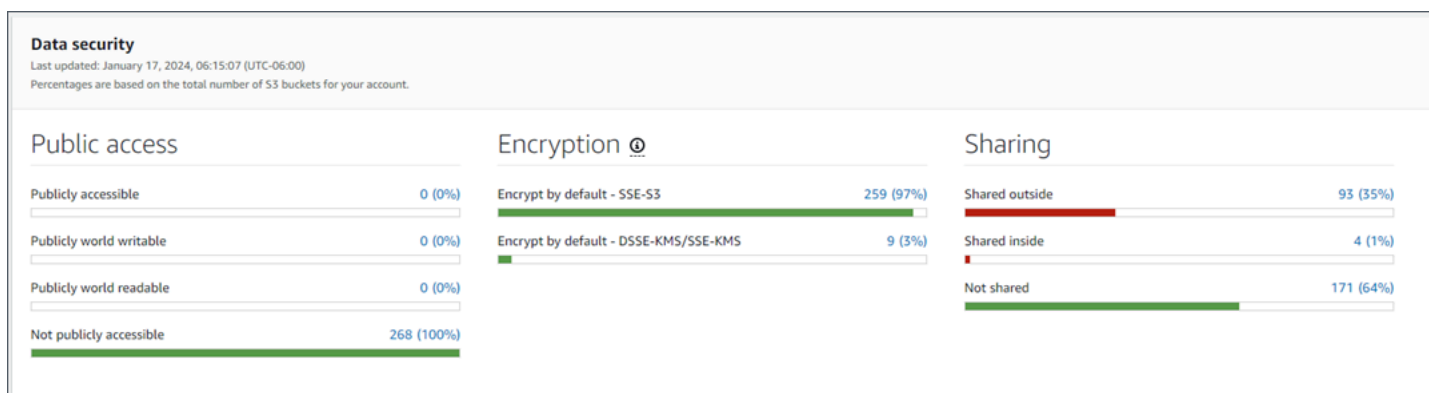 Data security
Last updated: January 17, 2024, 06:15:07 (UTC-06:00)
Percentages are based on the total number of S3 buckets for your account.
Public access
Publicly accessible 0 (0%)
Publicly world writable 0 (0%)
Publicly world readable 0 (0%)
Not publicly accessible 268 (100%)
Encryption
Encrypt by default - SSE-S3 259 (97%)
Encrypt by default - DSSE-KMS/SSE-KMS 9 (3%)
Sharing
Shared outside 93 (35%)
Shared inside 4 (1%)
Not shared 171 (64%)